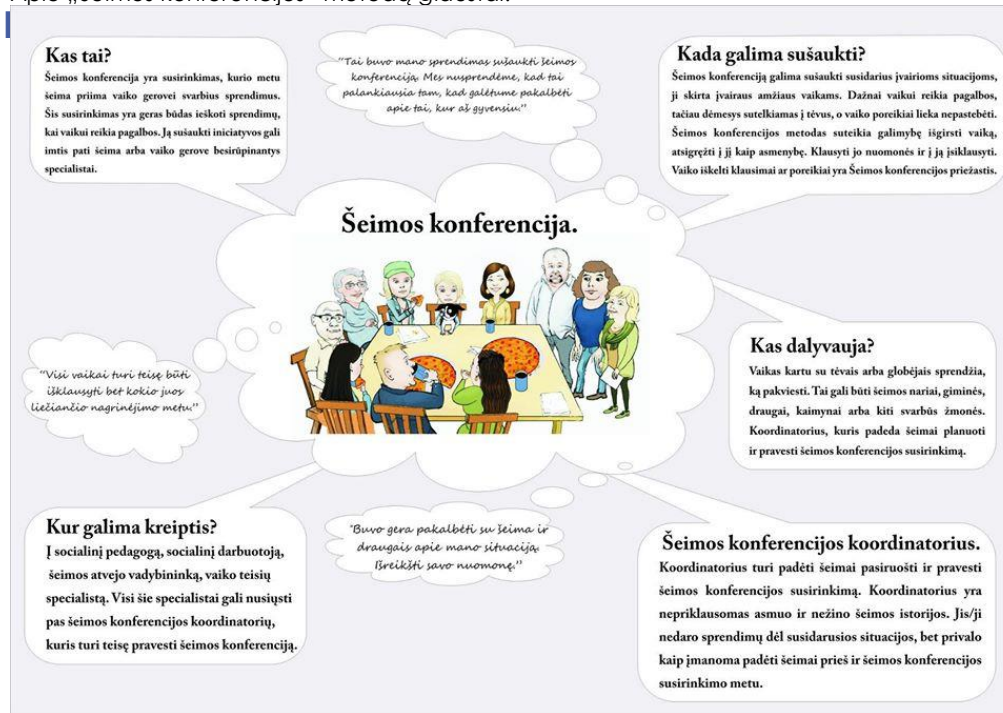 Apie „Šeimos konferencijos“ metodą glaustai.
Kas tai?
Šeimos konferencija yra susirinkimas, kurio metu
šeima priima vaiko gerovei svarbius sprendimus.
Šis susirinkimas yra geras būdas ieškoti sprendimų,
kai vaikui reikia pagalbos. Ją sušaukti iniciatyvos gali
imtis pati šeima arba vaiko gerove besirūpinantys
specialistai.
"Tai buvo mano sprendimas sušaukti šeimos
konferenciją. Mes nusprendėme, kad tai
palankiausia tam, kad galėtume pakalbėti
apie tai, kur aš gyvensiu."
Kada galima sušaukti?
Šeimos konferenciją galima sušaukti susidarius įvairioms situacijoms,
ji skirta įvairaus amžiaus vaikams. Dažnai vaikui reikia pagalbos,
tačiau dėmesys sutelkiamas į tėvus, o vaiko poreikiai lieka nepastebėti.
Šeimos konferencijos metodas suteikia galimybę išgirsti vaiką,
atsigręžti į jį kaip asmenybę. Klausyti jo nuomonės ir į ją įsiklausyti.
Vaiko iškelti klausimai ar poreikiai yra Šeimos konferencijos priežastis.
Šeimos konferencija.
"Visi vaikai turi teisę būti
išklausyti bet kokio juos
liečiančio nagrinėjimo metu."
Kas dalyvauja?
Vaikas kartu su tėvais arba globėjais sprendžia,
ką pakviesti. Tai gali būti šeimos nariai, giminės,
draugai, kaimynai arba kiti svarbūs žmonės.
Koordinatorius, kuris padeda šeimai planuoti
ir pravesti šeimos konferencijos susirinkimą.
Kur galima kreiptis?
Į socialinį pedagogą, socialinį darbuotoją,
šeimos atvejo vadybininką, vaiko teisių
specialistą. Visi šie specialistai gali nusiųsti
pas šeimos konferencijos koordinatorių,
kuris turi teisę pravesti šeimos konferenciją.
"Buvo gera pakalbėti su šeima ir
draugais apie mano situaciją.
Išreikšti savo nuomonę."
Šeimos konferencijos koordinatorius.
Koordinatorius turi padėti šeimai pasiruošti ir pravesti
šeimos konferencijos susirinkimą. Koordinatorius yra
nepriklausomas asmuo ir nežino šeimos istorijos. Jis/ji
nedaro sprendimų dėl susidarusios situacijos, bet privalo
kaip įmanoma padėti šeimai prieš ir šeimos konferencijos
susirinkimo metu.